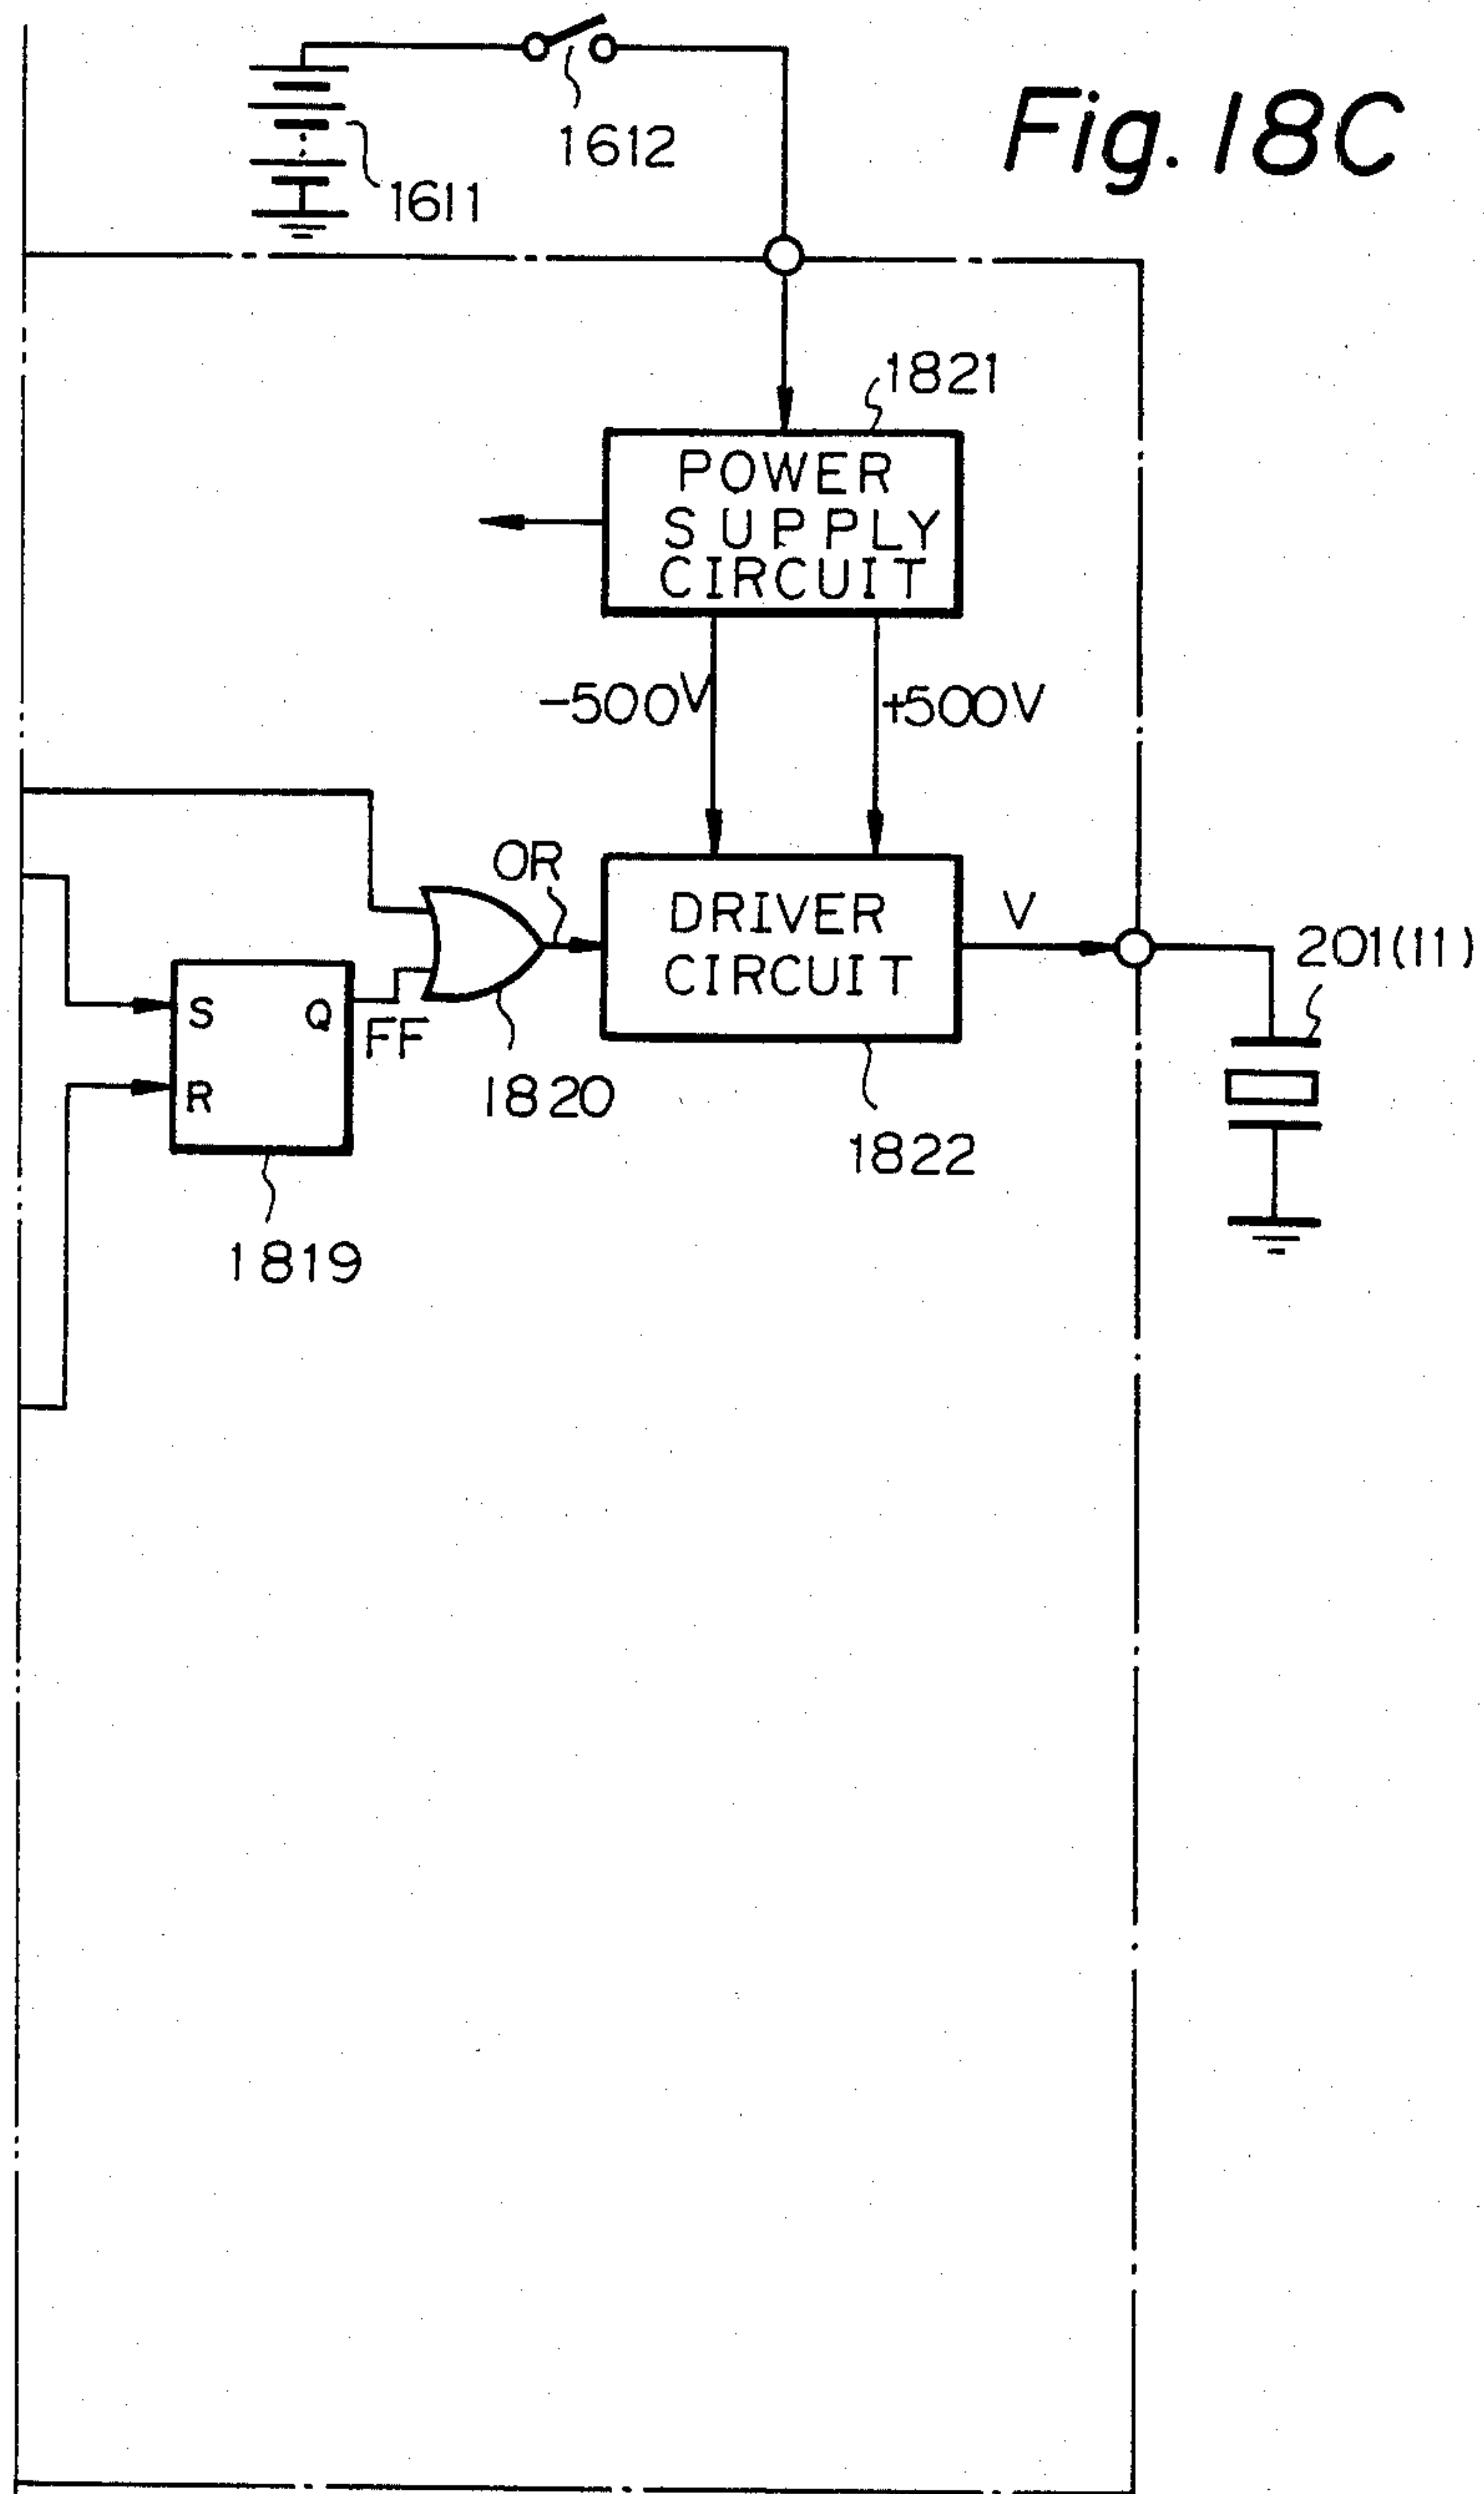 Fig. 18C
1612
1611
1821
POWER
SUPPLY
CIRCUIT
-500V
+500V
OR
DRIVER
CIRCUIT
V
201(11)
S
Q
FF
R
1820
1822
1819